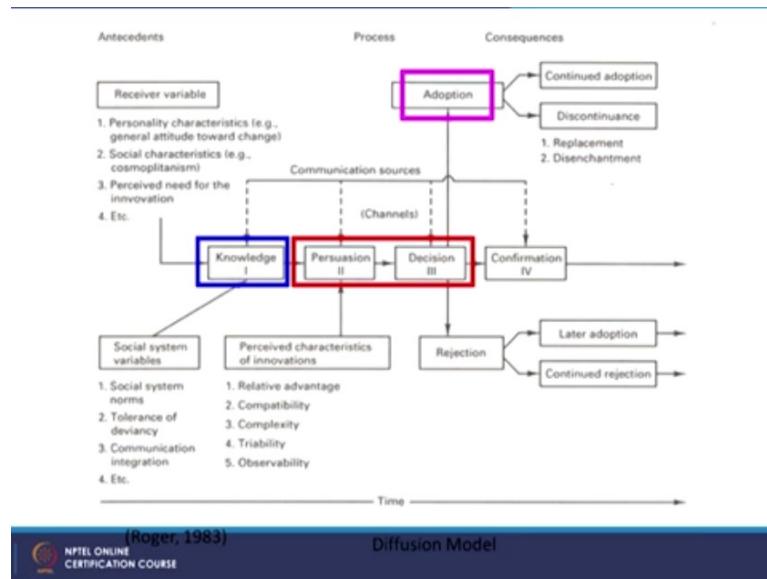 Antecedents
Process
Consequences
Receiver variable
1. Personality characteristics (e.g.,
general attitude toward change)
2. Social characteristics (e.g.,
cosmoplitanism)
3. Perceived need for the
innvovation
4. Etc.
Adoption
Continued adoption
Discontinuance
1. Replacement
2. Disenchantment
Communication sources
(Channels)
Knowledge
I
Persuasion
II
Decision
III
Confirmation
IV
Social system
variables
1. Social system
norms
2. Tolerance of
deviancy
3. Communication
integration
4. Etc.
Perceived characteristics
of innovations
1. Relative advantage
2. Compatibility
3. Complexity
4. Triability
5. Observability
Rejection
Later adoption
Continued rejection
Time
(Roger, 1983)
Diffusion Model
NPTEL ONLINE
CERTIFICATION COURSE